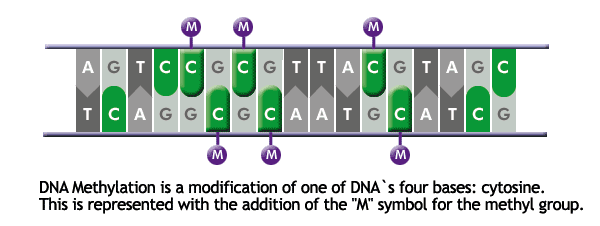 M M M
A G T C C G C G T T A C G T A G C
T C A G G C G C A A T G C A T C G
M M M
DNA Methylation is a modification of one of DNA`s four bases: cytosine.
This is represented with the addition of the "M" symbol for the methyl group.